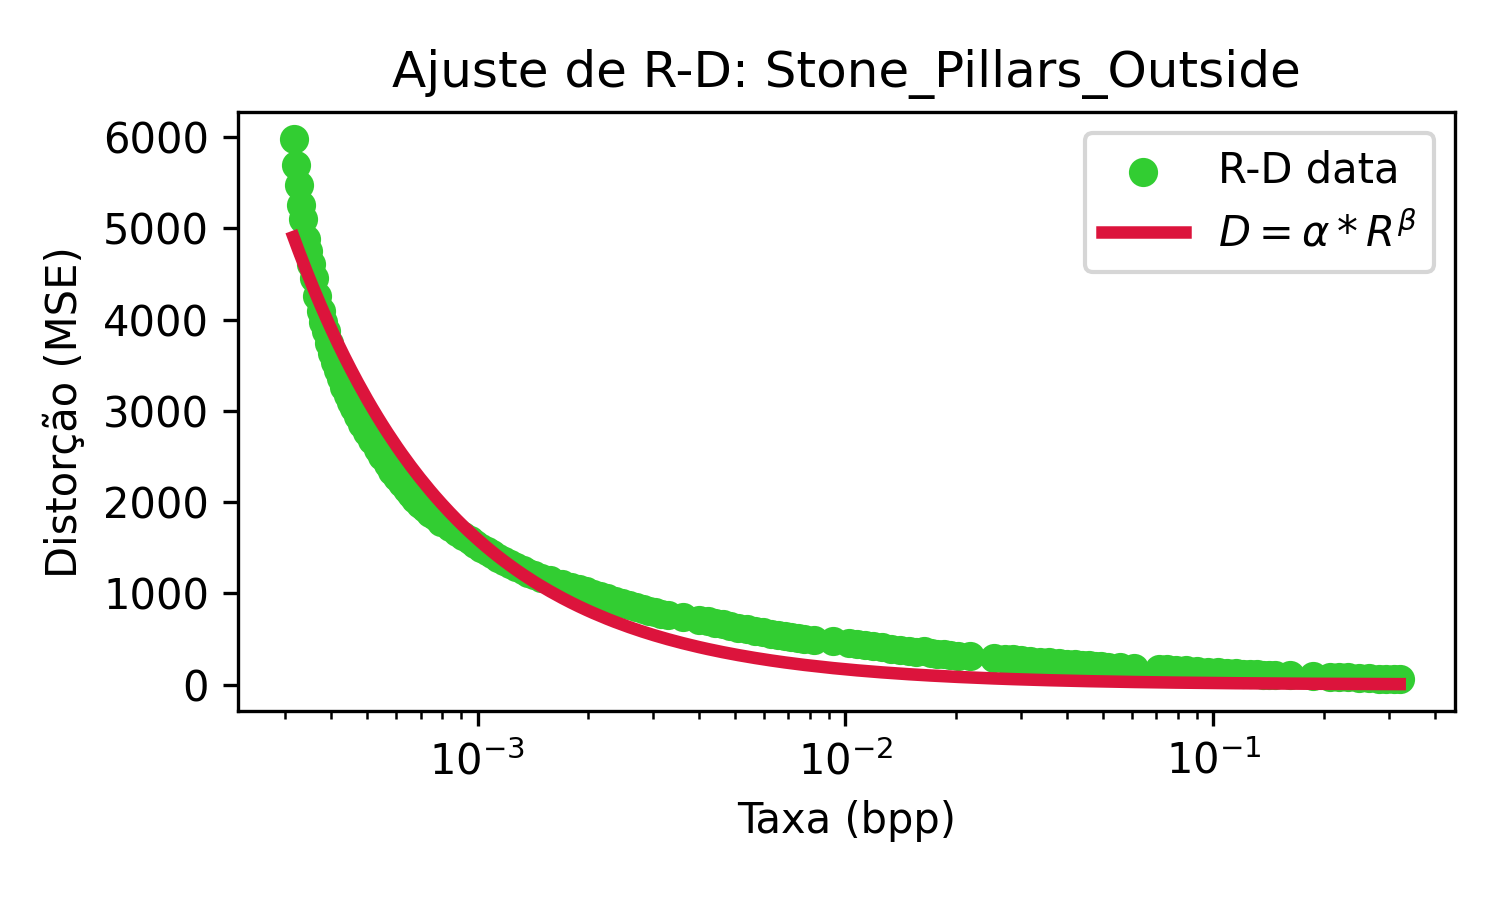 Ajuste de R-D: Stone_Pillars_Outside
R-D data
D = α * R^β
Distorção (MSE)
6000
5000
4000
3000
2000
1000
0
10⁻³
10⁻²
10⁻¹
Taxa (bpp)